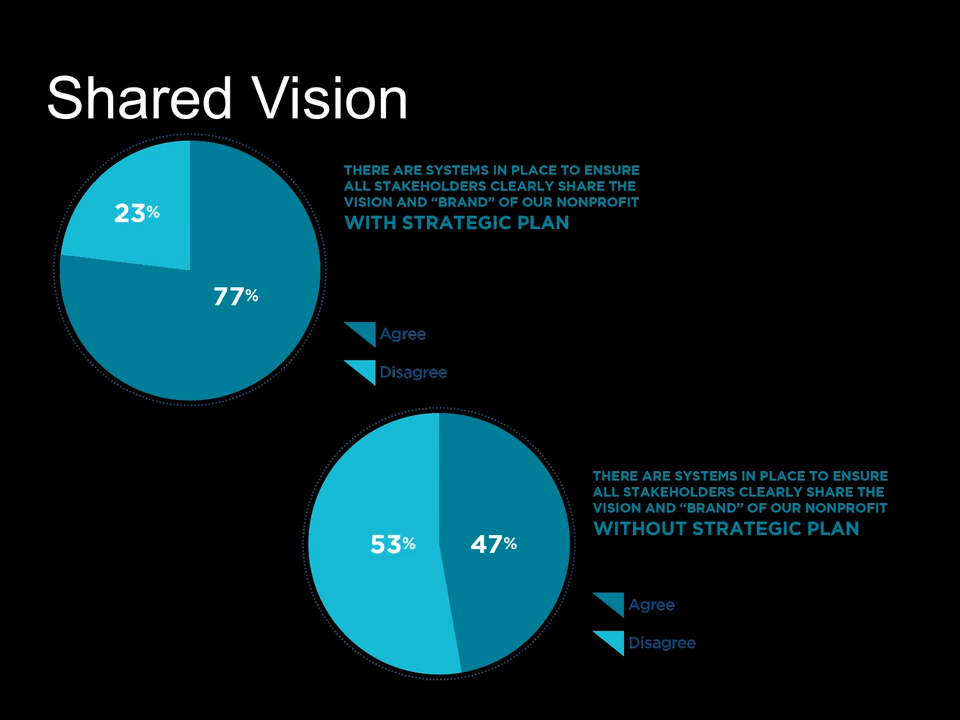 Shared Vision
THERE ARE SYSTEMS IN PLACE TO ENSURE
ALL STAKEHOLDERS CLEARLY SHARE THE
VISION AND “BRAND” OF OUR NONPROFIT
WITH STRATEGIC PLAN
23%
77%
Agree
Disagree
THERE ARE SYSTEMS IN PLACE TO ENSURE
ALL STAKEHOLDERS CLEARLY SHARE THE
VISION AND “BRAND” OF OUR NONPROFIT
WITHOUT STRATEGIC PLAN
53% 47%
Agree
Disagree